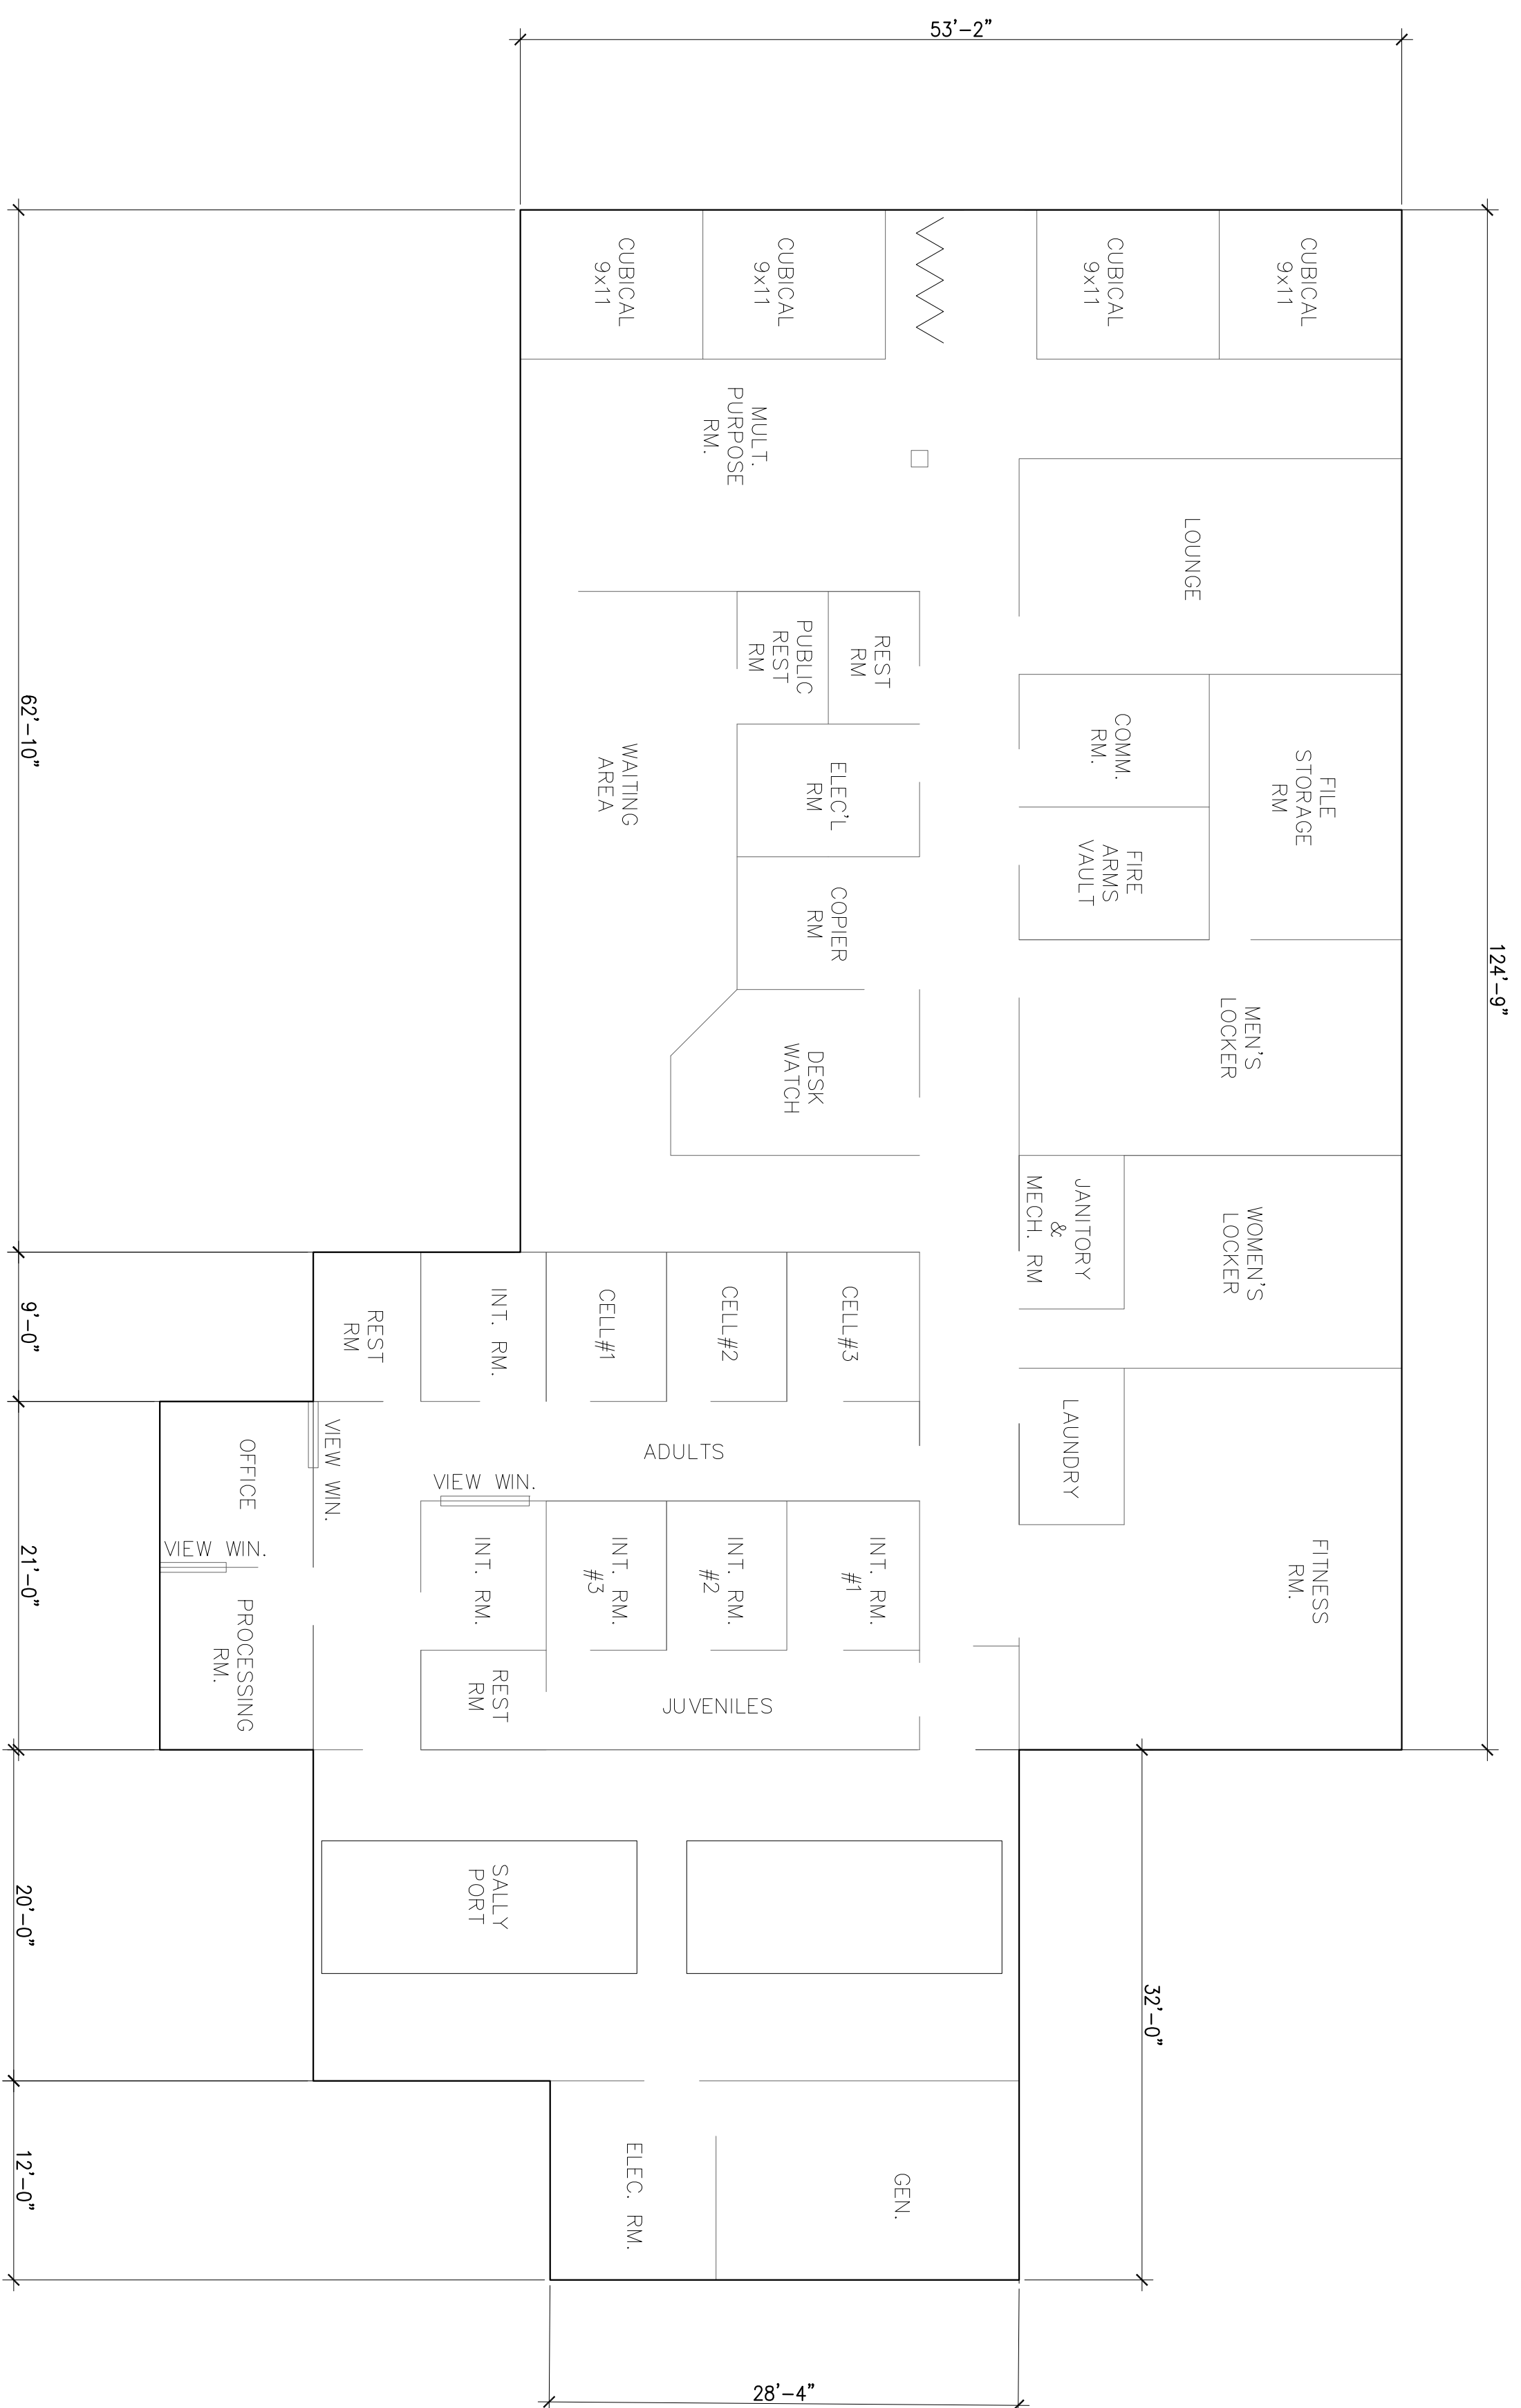 53'-2"
124'-9"
CUBICAL
9x11
CUBICAL
9x11
CUBICAL
9x11
CUBICAL
9x11
MULT.
PURPOSE
RM.
LOUNGE
REST
RM
PUBLIC
REST
RM
COMM.
RM.
FILE
STORAGE
RM
WAITING
AREA
ELEC'L
RM
FIRE
ARMS
VAULT
COPIER
RM
62'-10"
DESK
WATCH
MEN'S
LOCKER
JANITORY
&
MECH. RM
WOMEN'S
LOCKER
REST
RM
INT. RM.
CELL#1
CELL#2
CELL#3
9'-0"
OFFICE
VIEW WIN.
VIEW WIN.
ADULTS
LAUNDRY
VIEW WIN.
INT. RM.
INT. RM.
#3
INT. RM.
#2
INT. RM.
#1
FITNESS
RM.
21'-0"
PROCESSING
RM.
REST
RM
JUVENILES
SALLY
PORT
20'-0"
32'-0"
ELEC. RM.
GEN.
12'-0"
28'-4"